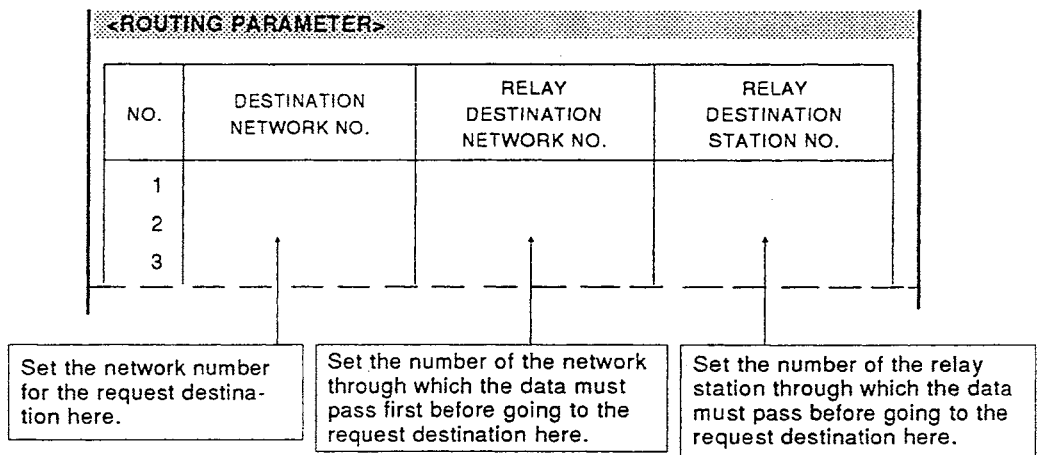 <ROUTING PARAMETER>
NO.
DESTINATION
NETWORK NO.
RELAY
DESTINATION
NETWORK NO.
RELAY
DESTINATION
STATION NO.
1
2
3
Set the network number
for the request destina-
tion here.
Set the number of the network
through which the data must
pass first before going to the
request destination here.
Set the number of the relay
station through which the data
must pass before going to the
request destination here.